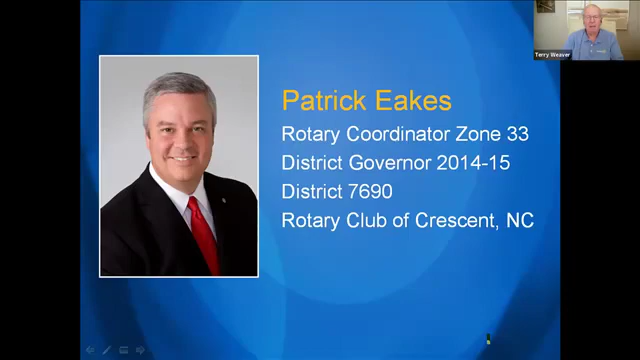 Terry Weaver
Patrick Eakes
Rotary Coordinator Zone 33
District Governor 2014-15
District 7690
Rotary Club of Crescent, NC